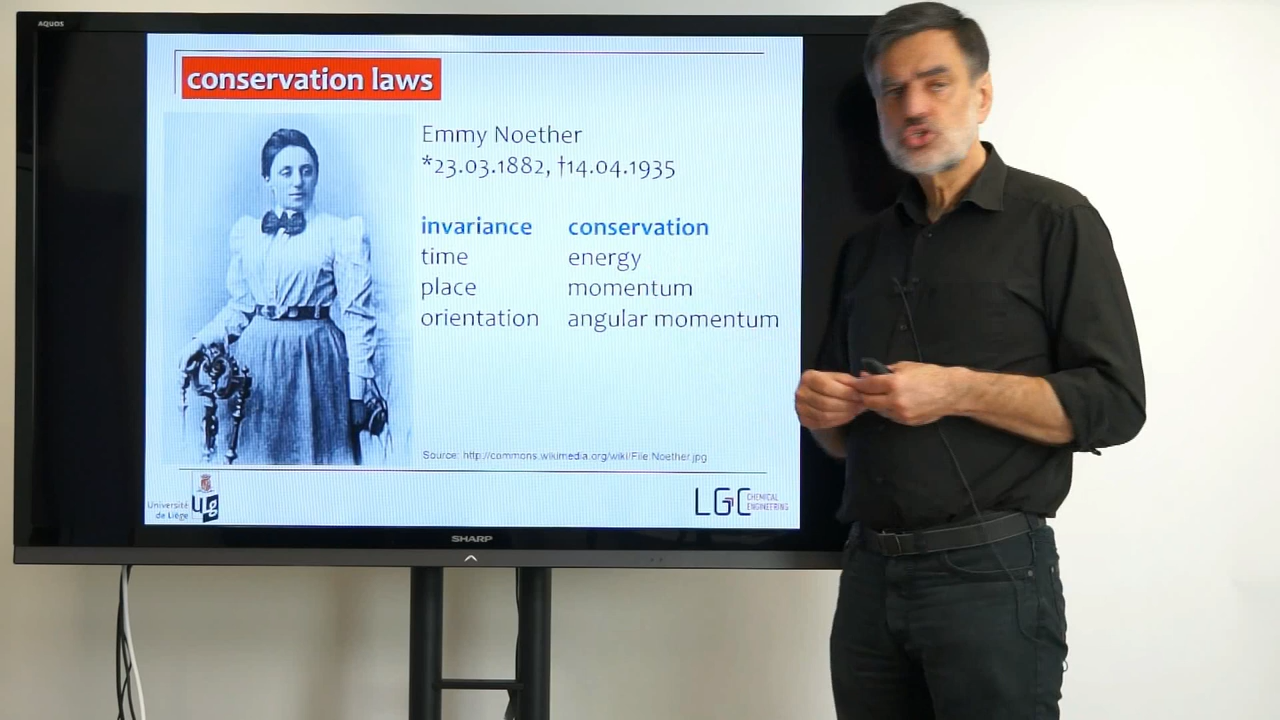 AQUOS
conservation laws
Emmy Noether
*23.03.1882, †14.04.1935
invariance conservation
time energy
place momentum
orientation angular momentum
Source: http://commons.wikimedia.org/wiki/File:Noether.jpg
Université
de Liège
ulg
LGC CHEMICAL
ENGINEERING
SHARP